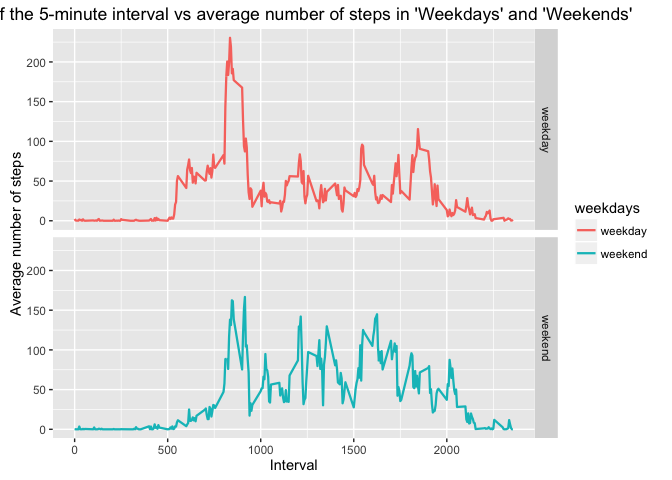 f the 5-minute interval vs average number of steps in 'Weekdays' and 'Weekends'
Average number of steps
200
150
100
50
0
weekday
200
150
100
50
0
weekend
0 500 1000 1500 2000
Interval
weekdays
weekday
weekend